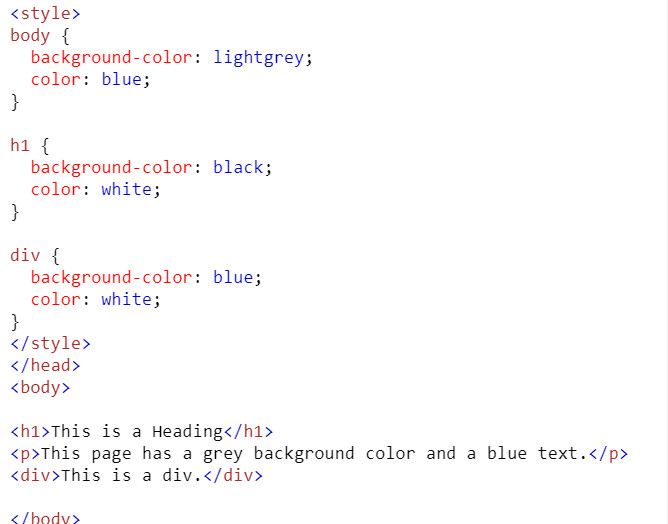 <style>
body {
  background-color: lightgrey;
  color: blue;
}

h1 {
  background-color: black;
  color: white;
}

div {
  background-color: blue;
  color: white;
}
</style>
</head>
<body>

<h1>This is a Heading</h1>
<p>This page has a grey background color and a blue text.</p>
<div>This is a div.</div>

</body>